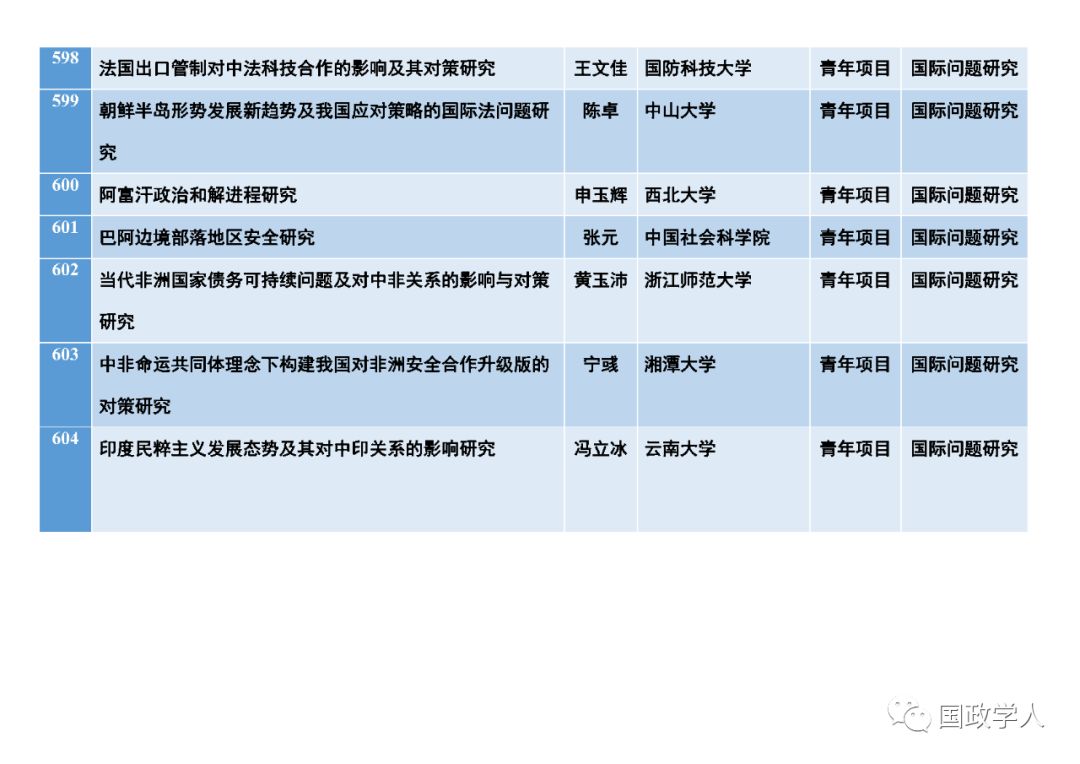 598 法国出口管制对中法科技合作的影响及其对策研究 王文佳 国防科技大学 青年项目 国际问题研究
599 朝鲜半岛形势发展新趋势及我国应对策略的国际法问题研 陈卓 中山大学 青年项目 国际问题研究
究
600 阿富汗政治和解进程研究 申玉辉 西北大学 青年项目 国际问题研究
601 巴阿边境部落地区安全研究 张元 中国社会科学院 青年项目 国际问题研究
602 当代非洲国家债务可持续问题及对中非关系的影响与对策 黄玉沛 浙江师范大学 青年项目 国际问题研究
研究
603 中非命运共同体理念下构建我国对非洲安全合作升级版的 宁彧 湘潭大学 青年项目 国际问题研究
对策研究
604 印度民粹主义发展态势及其对中印关系的影响研究 冯立冰 云南大学 青年项目 国际问题研究
国政学人